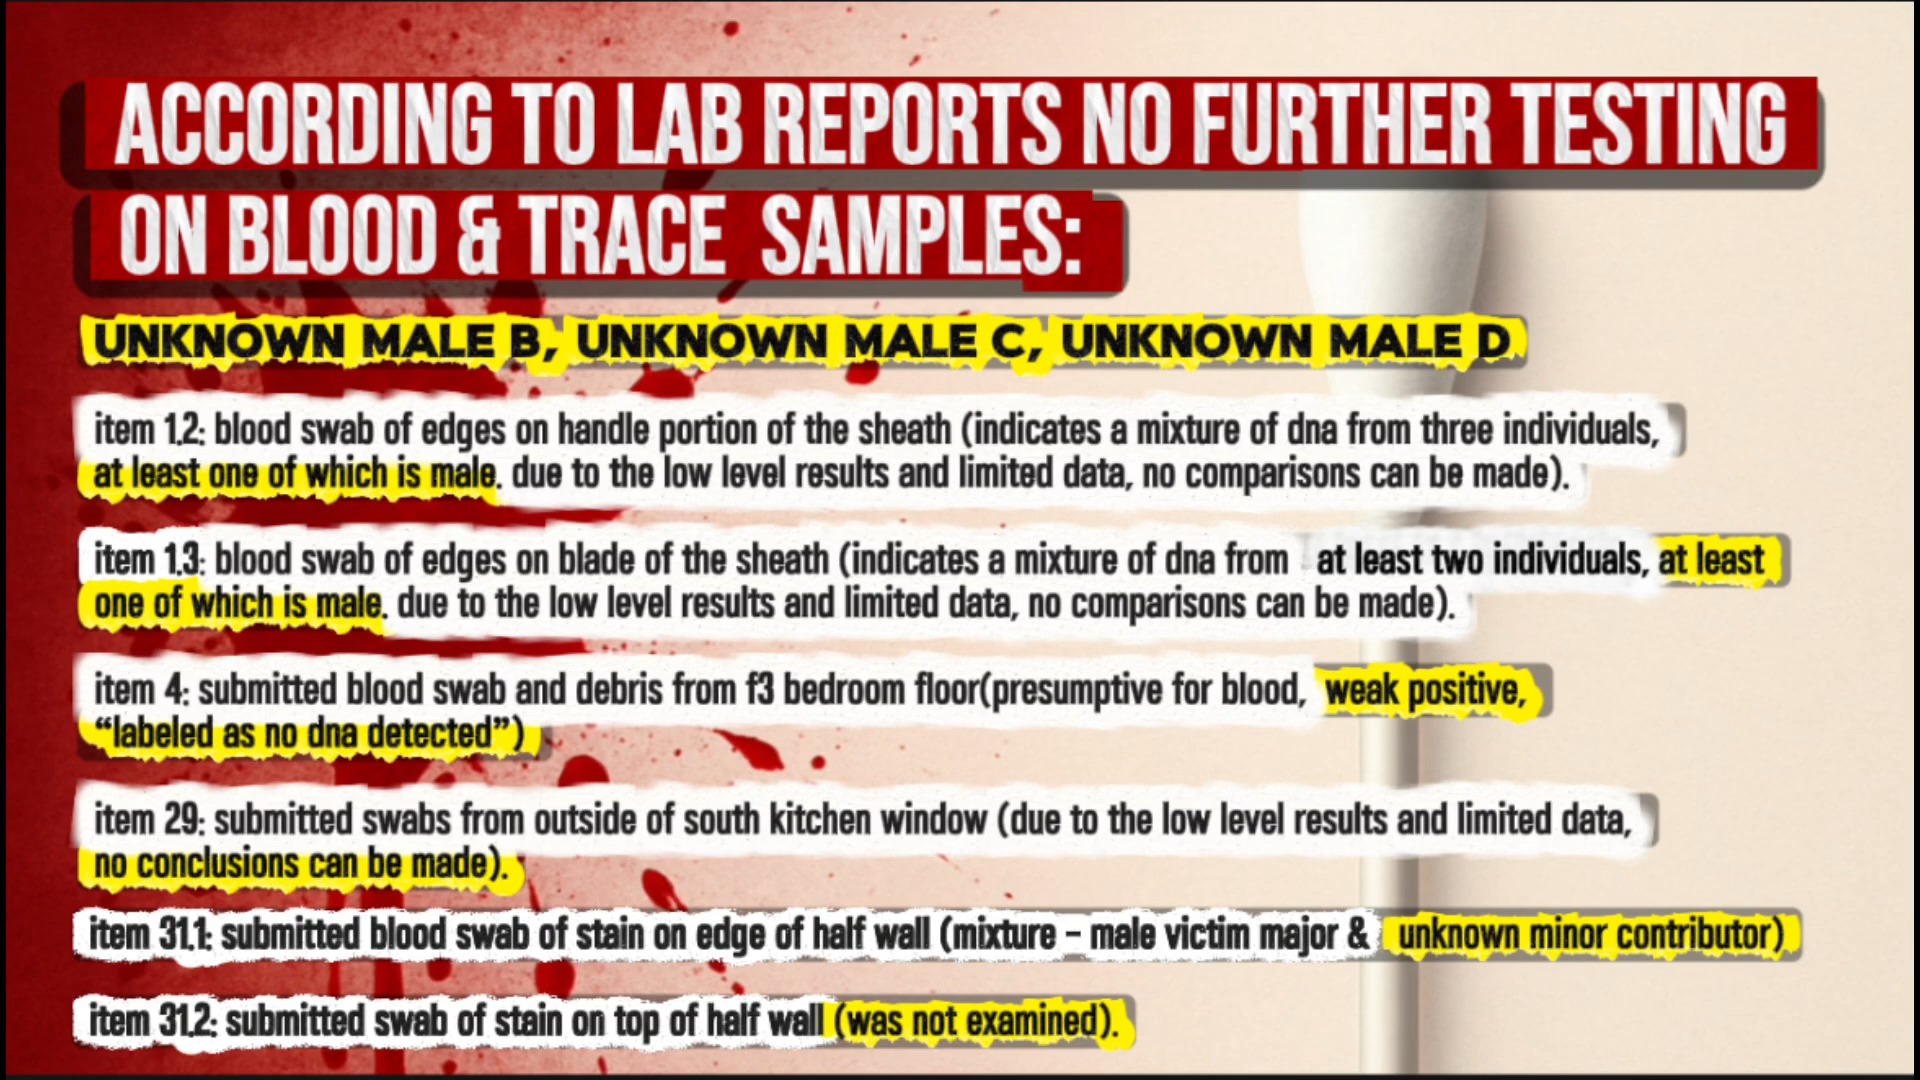 ACCORDING TO LAB REPORTS NO FURTHER TESTING
ON BLOOD & TRACE SAMPLES:
UNKNOWN MALE B, UNKNOWN MALE C, UNKNOWN MALE D
item 1.2: blood swab of edges on handle portion of the sheath (indicates a mixture of dna from three individuals,
at least one of which is male. due to the low level results and limited data, no comparisons can be made).
item 1.3: blood swab of edges on blade of the sheath (indicates a mixture of dna from at least two individuals, at least
one of which is male. due to the low level results and limited data, no comparisons can be made).
item 4: submitted blood swab and debris from f3 bedroom floor(presumptive for blood, weak positive,
“labeled as no dna detected”)
item 29: submitted swabs from outside of south kitchen window (due to the low level results and limited data,
no conclusions can be made).
item 31.1: submitted blood swab of stain on edge of half wall (mixture - male victim major & unknown minor contributor)
item 31.2: submitted swab of stain on top of half wall (was not examined).